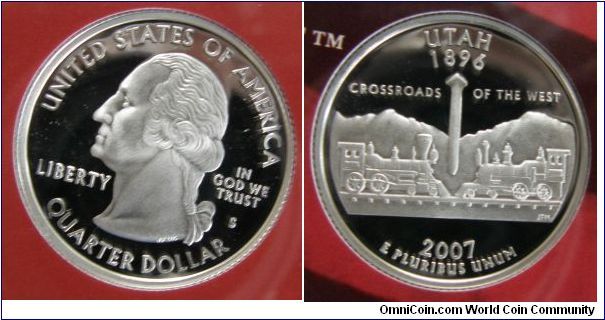 UNITED STATES OF AMERICA
LIBERTY
IN
GOD WE
TRUST
S
QUARTER DOLLAR
TM
UTAH
1896
CROSSROADS OF THE WEST
2007
E PLURIBUS UNUM
OmniCoin.com World Coin Community